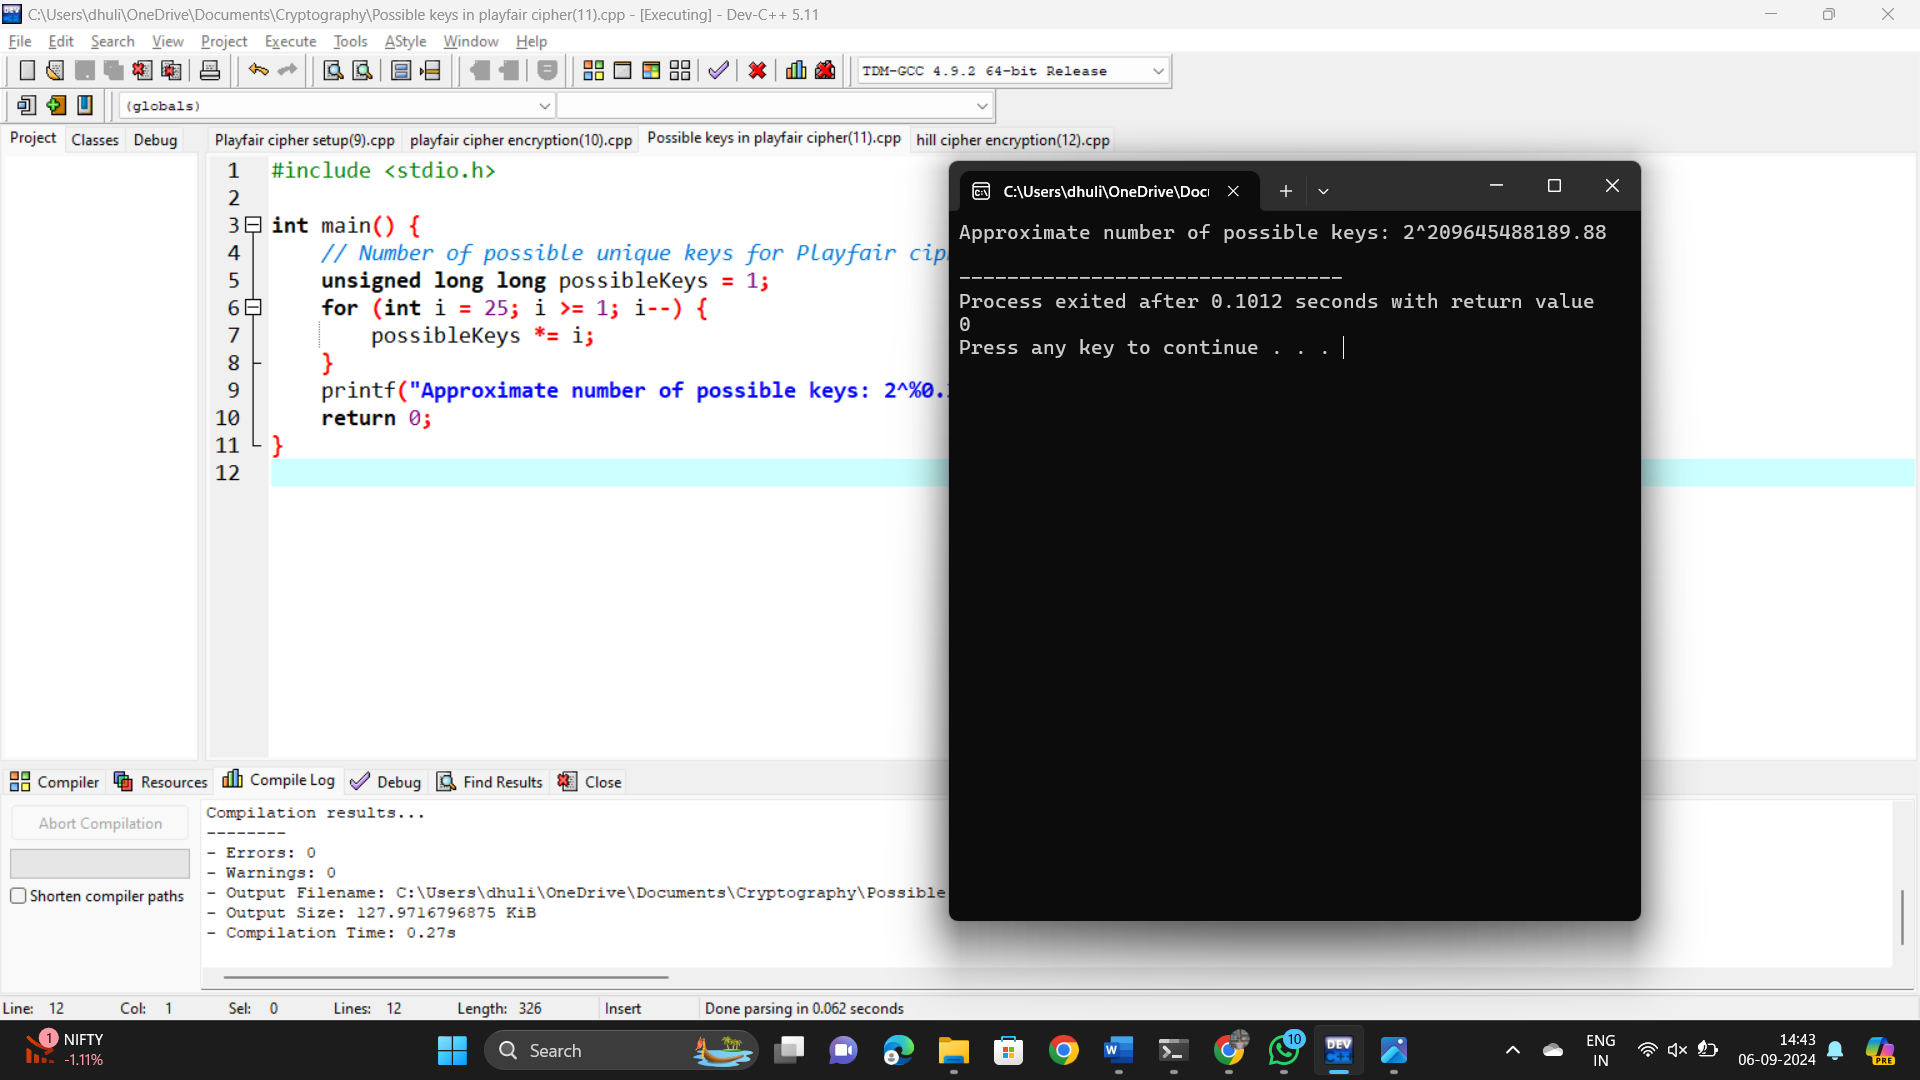 C:\Users\dhuli\OneDrive\Documents\Cryptography\Possible keys in playfair cipher(11).cpp - [Executing] - Dev-C++ 5.11
File Edit Search View Project Execute Tools AStyle Window Help
TDM-GCC 4.9.2 64-bit Release
(globals)
Project Classes Debug
Playfair cipher setup(9).cpp playfair cipher encryption(10).cpp Possible keys in playfair cipher(11).cpp hill cipher encryption(12).cpp
1 #include <stdio.h>
2
3 int main() {
4 // Number of possible unique keys for Playfair cip
5 unsigned long long possibleKeys = 1;
6 for (int i = 25; i >= 1; i--) {
7 possibleKeys *= i;
8 }
9 printf("Approximate number of possible keys: 2^%0.
10 return 0;
11 }
12
C:\Users\dhuli\OneDrive\Doc
Approximate number of possible keys: 2^209645488189.88
--------------------------------
Process exited after 0.1012 seconds with return value
0
Press any key to continue . . .
Compiler Resources Compile Log Debug Find Results Close
Abort Compilation
Shorten compiler paths
Compilation results...
--------
- Errors: 0
- Warnings: 0
- Output Filename: C:\Users\dhuli\OneDrive\Documents\Cryptography\Possible
- Output Size: 127.9716796875 KiB
- Compilation Time: 0.27s
Line: 12 Col: 1 Sel: 0 Lines: 12 Length: 326 Insert Done parsing in 0.062 seconds
1
NIFTY
-1.11%
Search
W
10
DEV
C++
ENG
IN
14:43
06-09-2024
PRE